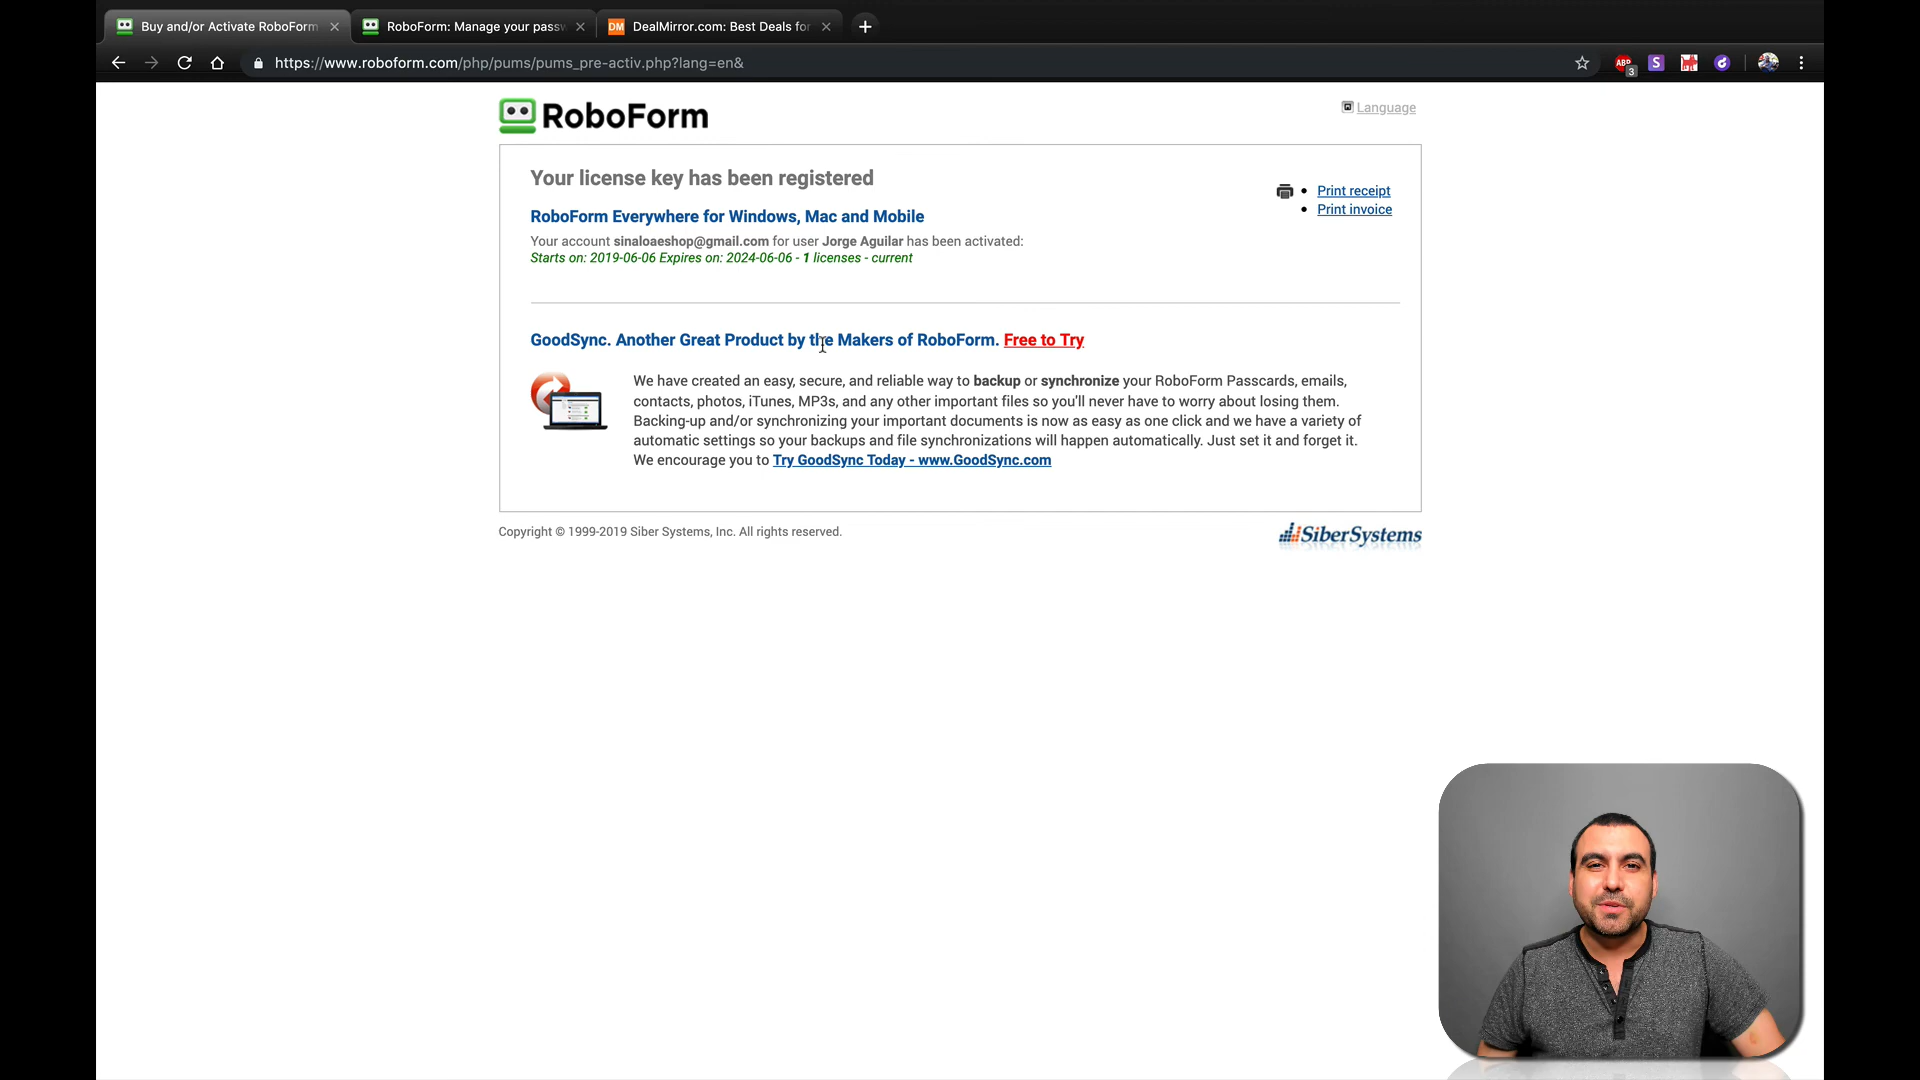 Buy and/or Activate RoboForm
RoboForm: Manage your passw
DM DealMirror.com: Best Deals for
https://www.roboform.com/php/pums/pums_pre-activ.php?lang=en&
ABP
3
S
RoboForm
Language
Your license key has been registered
Print receipt
Print invoice
RoboForm Everywhere for Windows, Mac and Mobile
Your account sinaloaeshop@gmail.com for user Jorge Aguilar has been activated:
Starts on: 2019-06-06 Expires on: 2024-06-06 - 1 licenses - current
GoodSync. Another Great Product by the Makers of RoboForm. Free to Try
We have created an easy, secure, and reliable way to backup or synchronize your RoboForm Passcards, emails,
contacts, photos, iTunes, MP3s, and any other important files so you'll never have to worry about losing them.
Backing-up and/or synchronizing your important documents is now as easy as one click and we have a variety of
automatic settings so your backups and file synchronizations will happen automatically. Just set it and forget it.
We encourage you to Try GoodSync Today - www.GoodSync.com
Copyright © 1999-2019 Siber Systems, Inc. All rights reserved.
SiberSystems